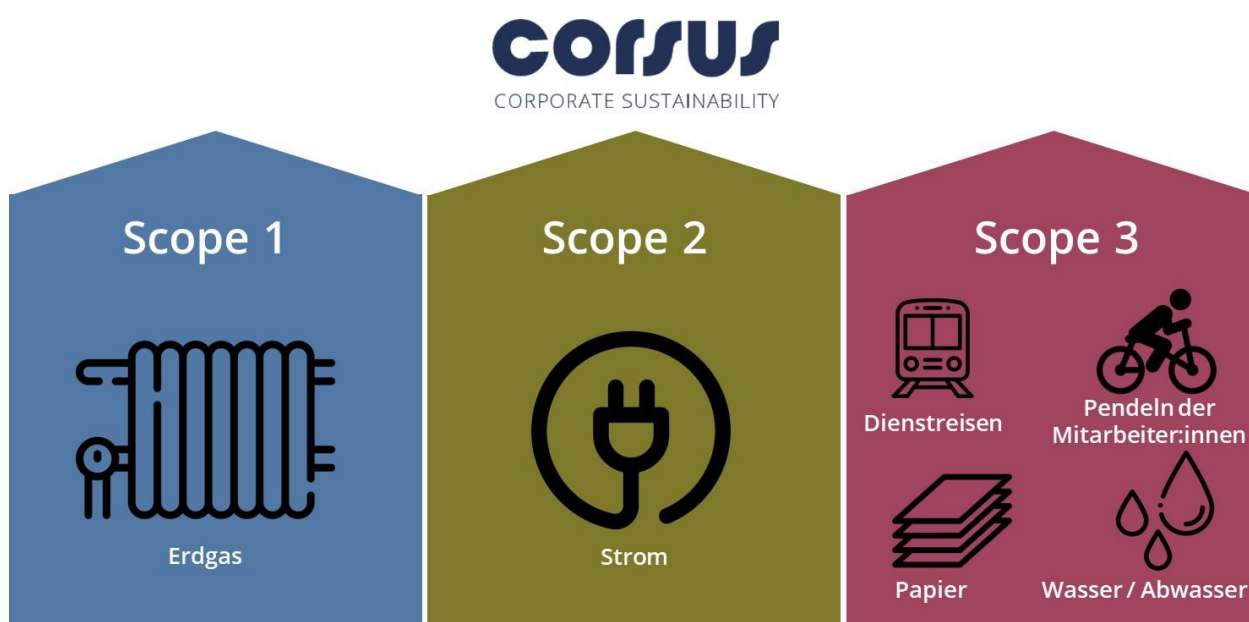 corsus
CORPORATE SUSTAINABILITY
Scope 1
Erdgas
Scope 2
Strom
Scope 3
Dienstreisen
Pendeln der
Mitarbeiter:innen
Papier
Wasser / Abwasser